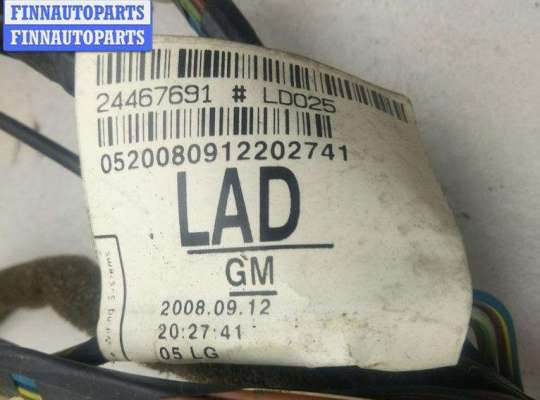 FINNAUTOPARTS
FINNAUTOPARTS
24467691 # LD025
0520080912202741
LAD
GM
2008.09.12
20:27:41
05 LG